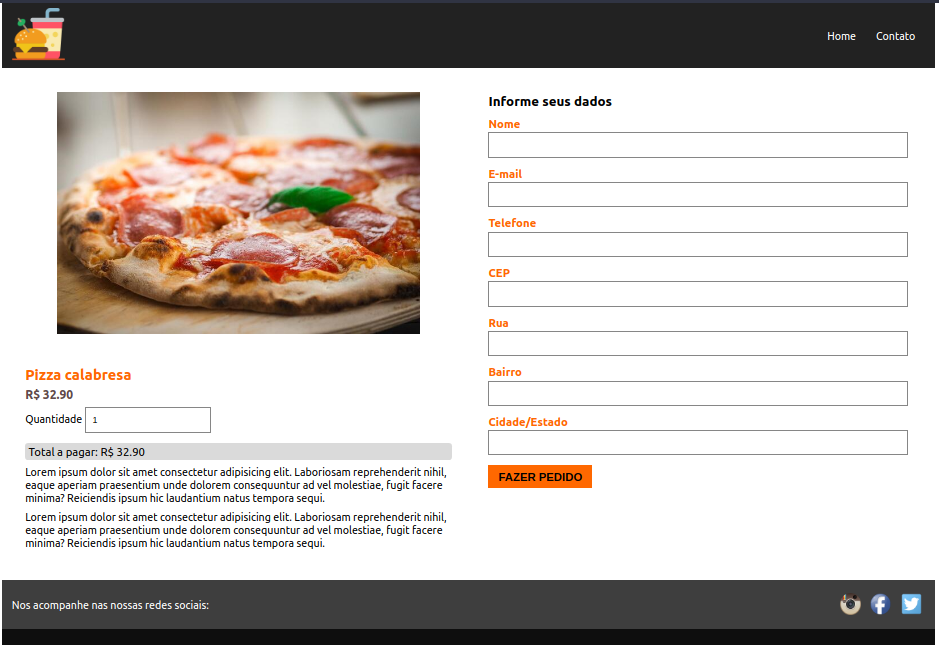 Home Contato
Pizza calabresa
R$ 32.90
Quantidade 1
Total a pagar: R$ 32.90
Lorem ipsum dolor sit amet consectetur adipisicing elit. Laboriosam reprehenderit nihil,
eaque aperiam praesentium unde dolorem consequuntur ad vel molestiae, fugit facere
minima? Reiciendis ipsum hic laudantium natus tempora sequi.
Lorem ipsum dolor sit amet consectetur adipisicing elit. Laboriosam reprehenderit nihil,
eaque aperiam praesentium unde dolorem consequuntur ad vel molestiae, fugit facere
minima? Reiciendis ipsum hic laudantium natus tempora sequi.
Informe seus dados
Nome
E-mail
Telefone
CEP
Rua
Bairro
Cidade/Estado
FAZER PEDIDO
Nos acompanhe nas nossas redes sociais: